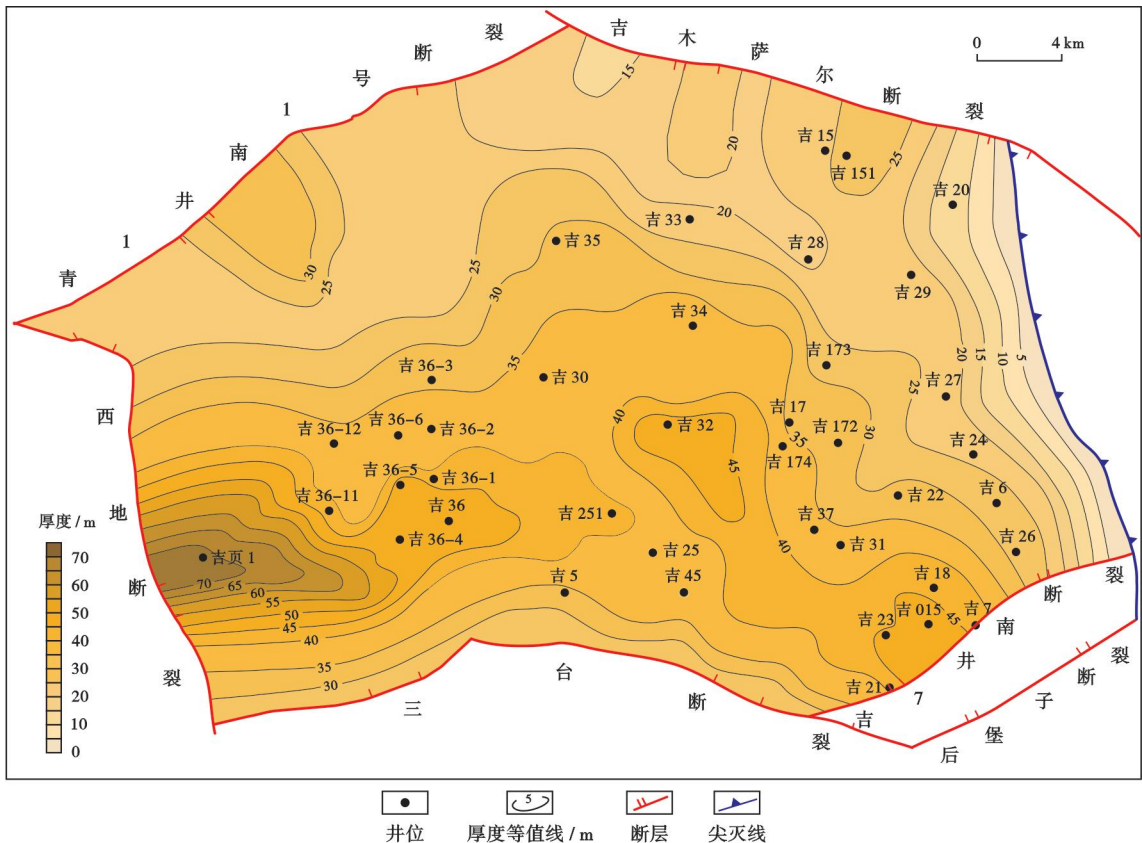 吉木萨尔断裂
0 4 km
青1井南1号断裂
西地断裂
三台断裂
吉7井南断裂
后堡子断裂
吉 15
吉 151
吉 20
吉 33
吉 35
吉 28
吉 29
吉 34
吉 173
吉 36-3
吉 30
吉 27
吉 36-6
吉 36-2
吉 32
吉 17
吉 172
吉 36-12
吉 174
吉 24
吉 36-5
吉 36-1
吉 6
吉 22
吉 36-11
吉 36
吉 251
吉 37
吉 36-4
吉 31
吉 26
吉页 1
吉 25
吉 5
吉 45
吉 18
吉 015
吉 7
吉 23
吉 21
15
20
25
30
25
20
25
30
35
20
15
10
5
25
30
35
40
45
40
45
70
65
60
55
50
45
40
35
30
厚度 / m
70
60
50
40
30
20
10
0
5
井位
厚度等值线 / m
断层
尖灭线